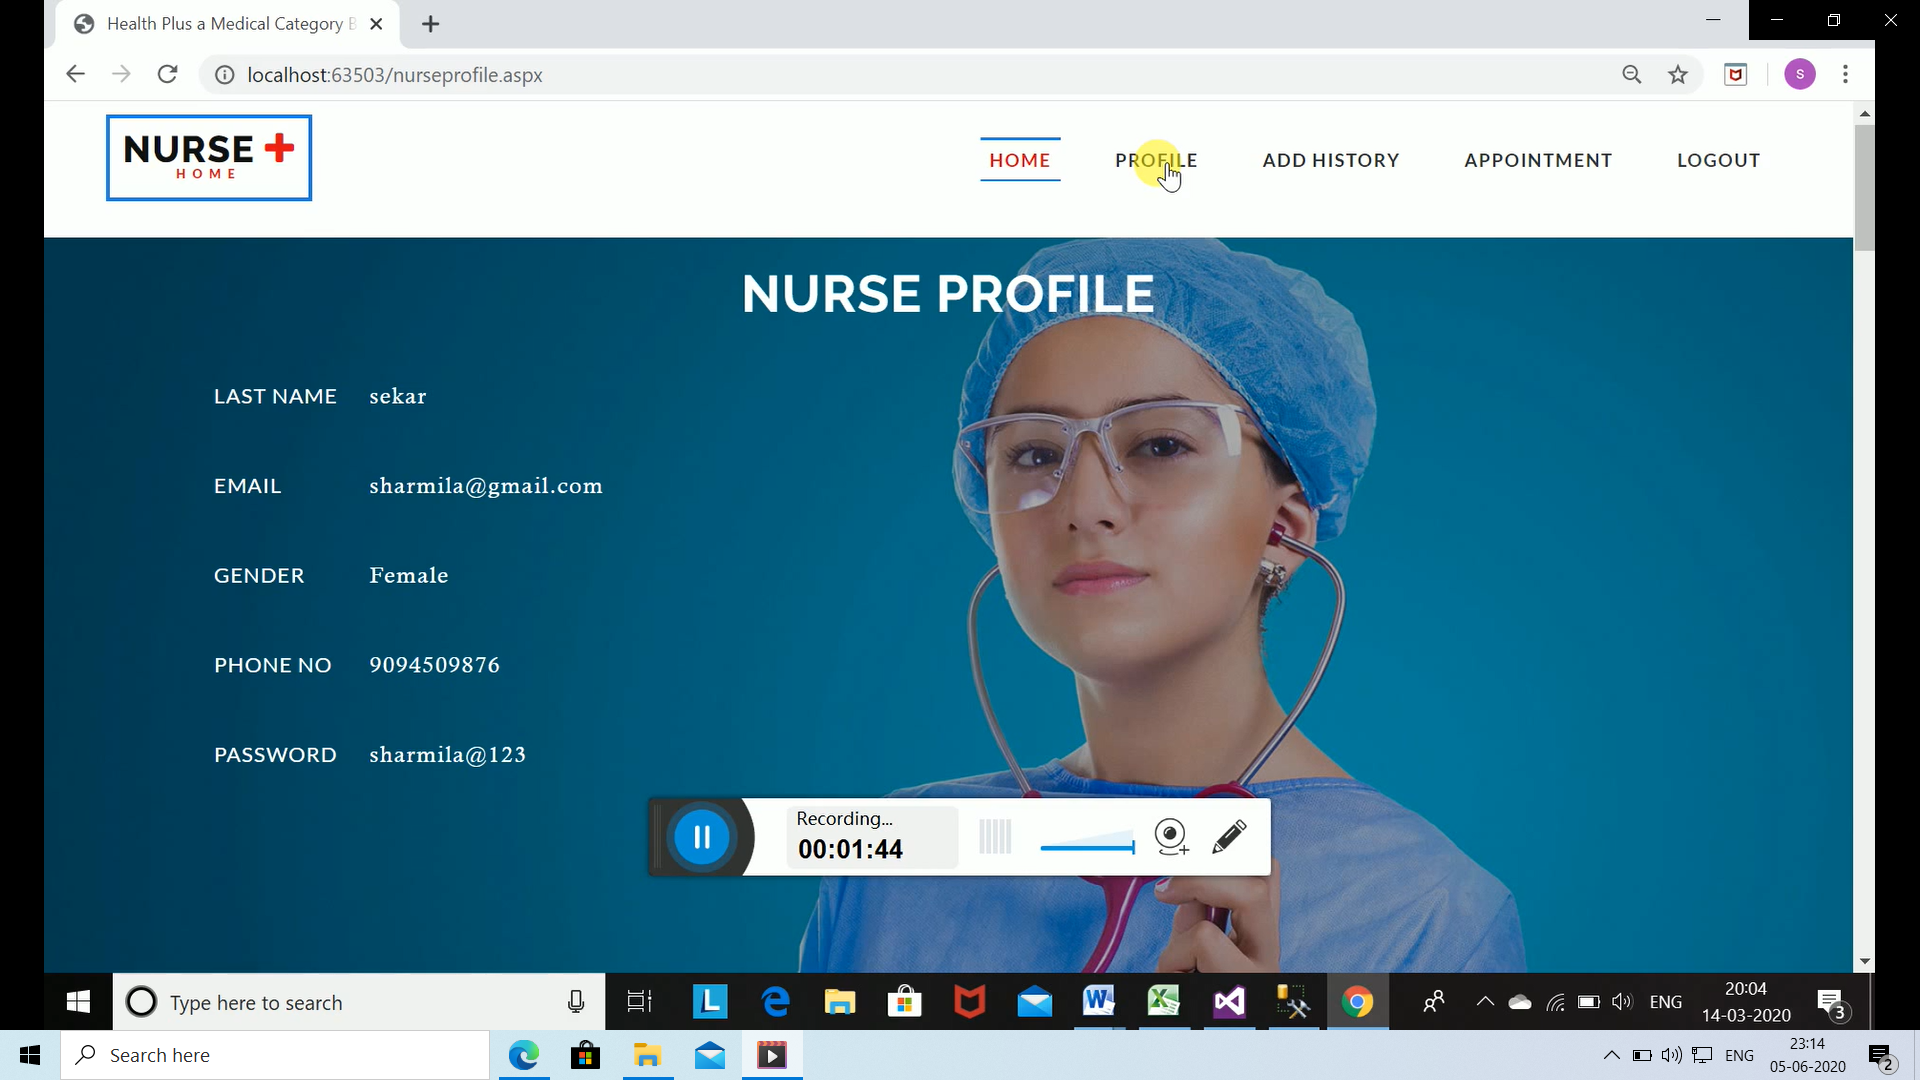 Health Plus a Medical Category B
localhost:63503/nurseprofile.aspx
S
NURSE
HOME
HOME
PROFILE
ADD HISTORY
APPOINTMENT
LOGOUT
NURSE PROFILE
LAST NAME sekar
EMAIL sharmila@gmail.com
GENDER Female
PHONE NO 9094509876
PASSWORD sharmila@123
Recording...
00:01:44
Type here to search
L
ENG
20:04
14-03-2020
3
Search here
ENG
23:14
05-06-2020
2